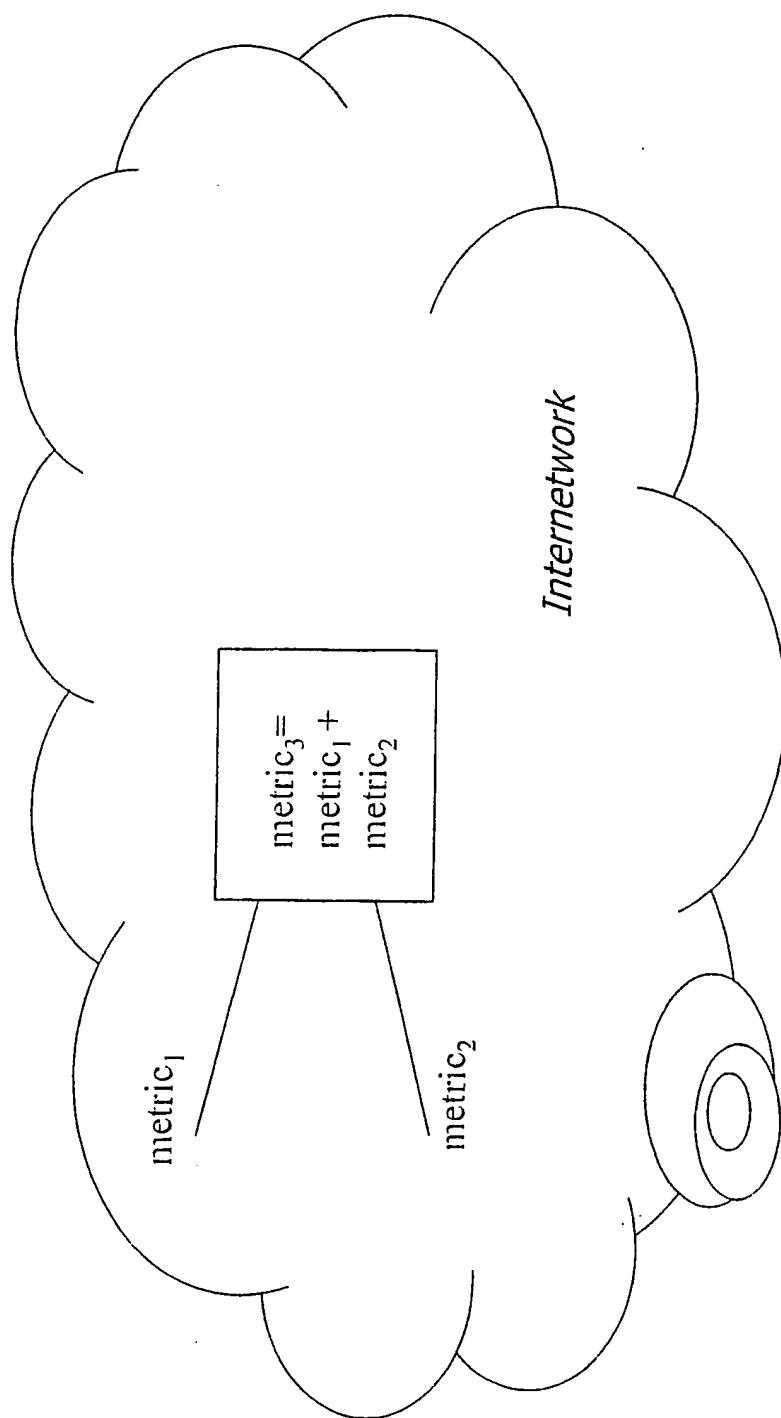 metric₁
metric₃=
metric₁ +
metric₂
metric₂
Internetwork